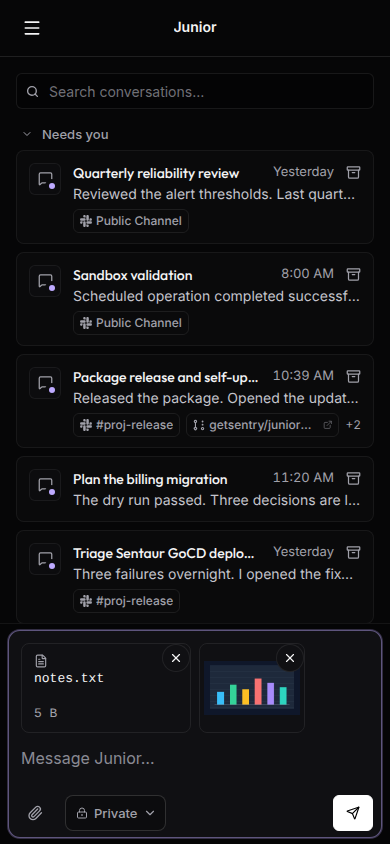 Junior
Search conversations...
Needs you
Quarterly reliability review
Yesterday
Reviewed the alert thresholds. Last quart...
Public Channel
Sandbox validation
8:00 AM
Scheduled operation completed successf...
Public Channel
Package release and self-up...
10:39 AM
Released the package. Opened the updat...
#proj-release
getsentry/junior...
+2
Plan the billing migration
11:20 AM
The dry run passed. Three decisions are l...
Triage Sentaur GoCD deplo...
Yesterday
Three failures overnight. I opened the fix...
#proj-release
notes.txt
5 B
Message Junior...
Private